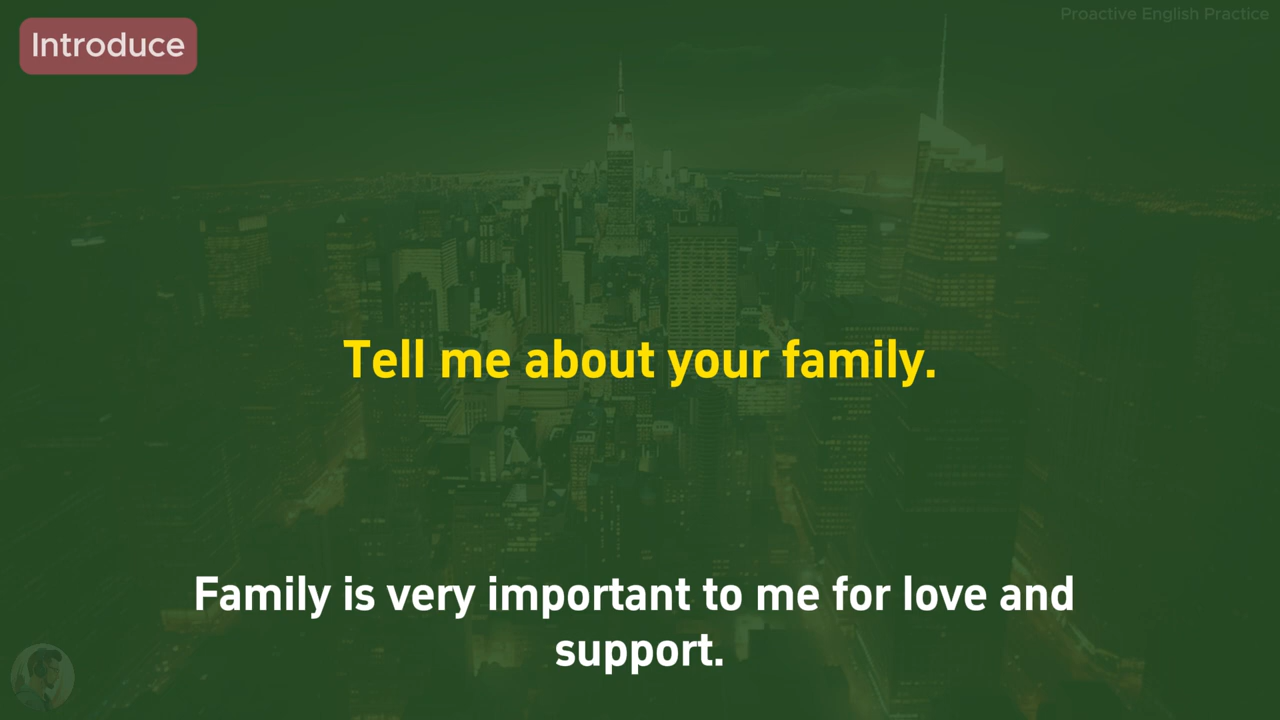 Proactive English Practice
Introduce
Tell me about your family.
Family is very important to me for love and
support.